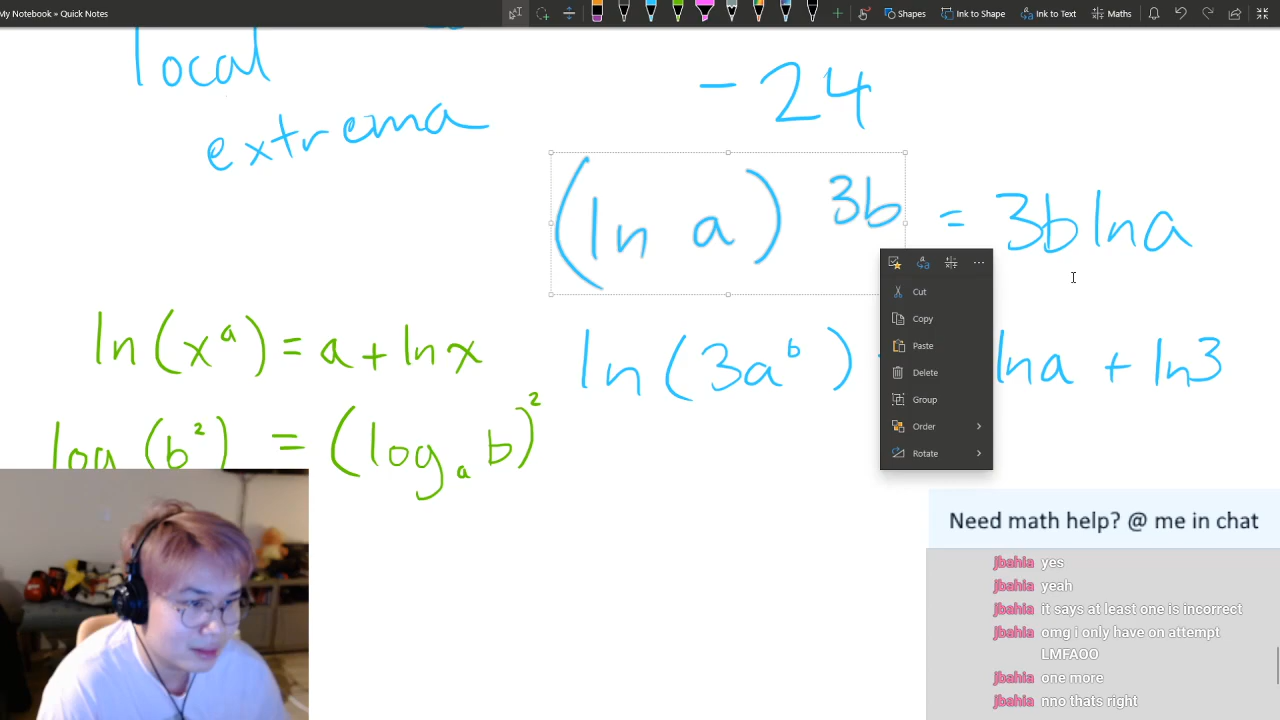 My Notebook » Quick Notes
Shapes
Ink to Shape
Ink to Text
Maths
local
extrema
-24
(ln a)^3b = 3b ln a
Cut
Copy
Paste
Delete
Group
Order
Rotate
ln(x^a) = a + ln x
ln(3a^b) ln a + ln 3
log(b^2) = (log_a b)^2
Need math help? @ me in chat
Jbahia yes
Jbahia yeah
Jbahia it says at least one is incorrect
Jbahia omg i only have on attempt
LMFAOO
Jbahia one more
Jbahia nno thats right